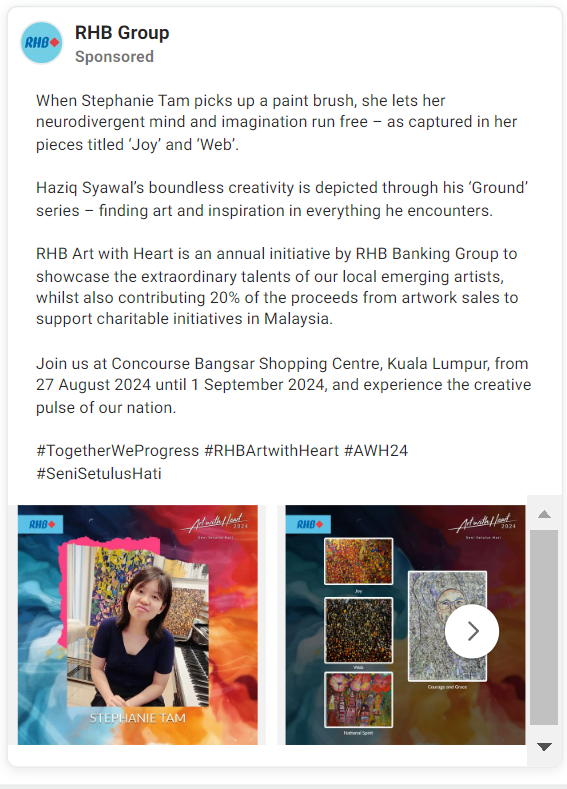 RHB Group
RHB
Sponsored
When Stephanie Tam picks up a paint brush, she lets her
neurodivergent mind and imagination run free – as captured in her
pieces titled ‘Joy’ and ‘Web’.
Haziq Syawal’s boundless creativity is depicted through his ‘Ground’
series – finding art and inspiration in everything he encounters.
RHB Art with Heart is an annual initiative by RHB Banking Group to
showcase the extraordinary talents of our local emerging artists,
whilst also contributing 20% of the proceeds from artwork sales to
support charitable initiatives in Malaysia.
Join us at Concourse Bangsar Shopping Centre, Kuala Lumpur, from
27 August 2024 until 1 September 2024, and experience the creative
pulse of our nation.
#TogetherWeProgress #RHBArtwithHeart #AWH24
#SeniSetulusHati
RHB
Art with Heart
2024
Seni Setulus Hati
STEPHANIE TAM
RHB
Art with Heart
2024
Seni Setulus Hati
Joy
Web
Courage and Grace
National Spirit